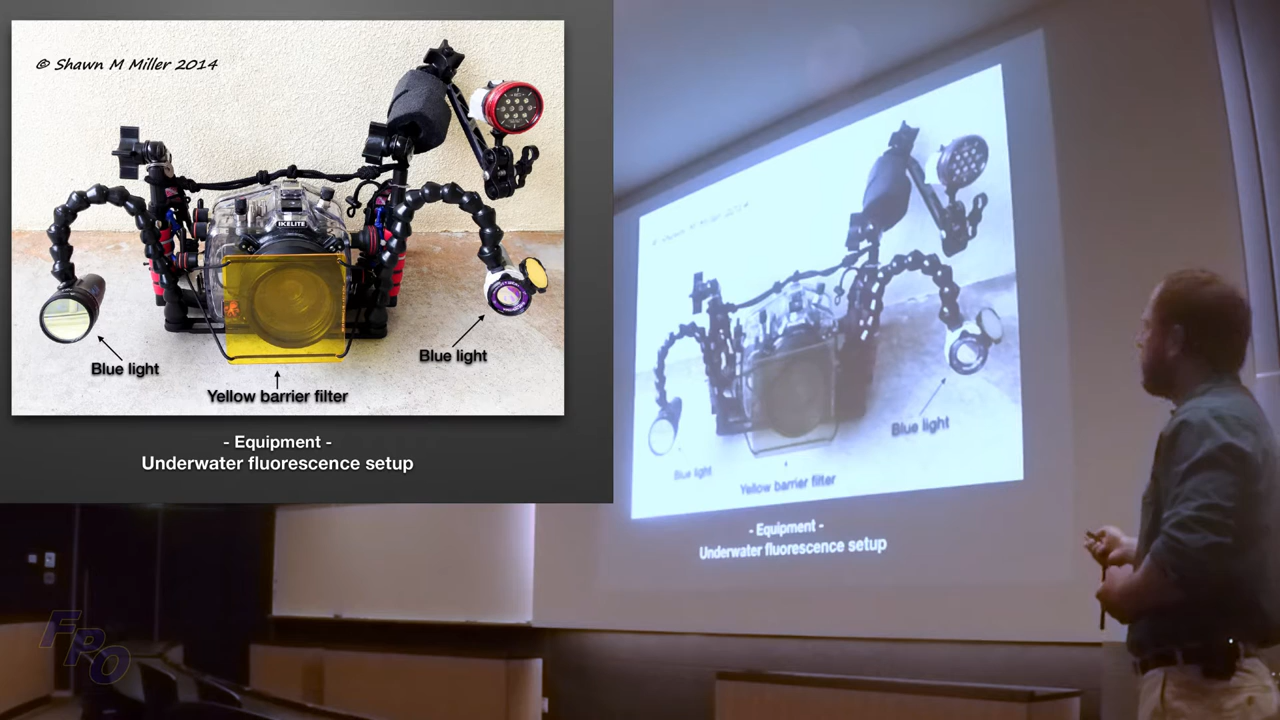 © Shawn M Miller 2014
IKELITE
Blue light
Blue light
Yellow barrier filter
- Equipment -
Underwater fluorescence setup
Blue light
Blue light
Yellow barrier filter
- Equipment -
Underwater fluorescence setup
FPO